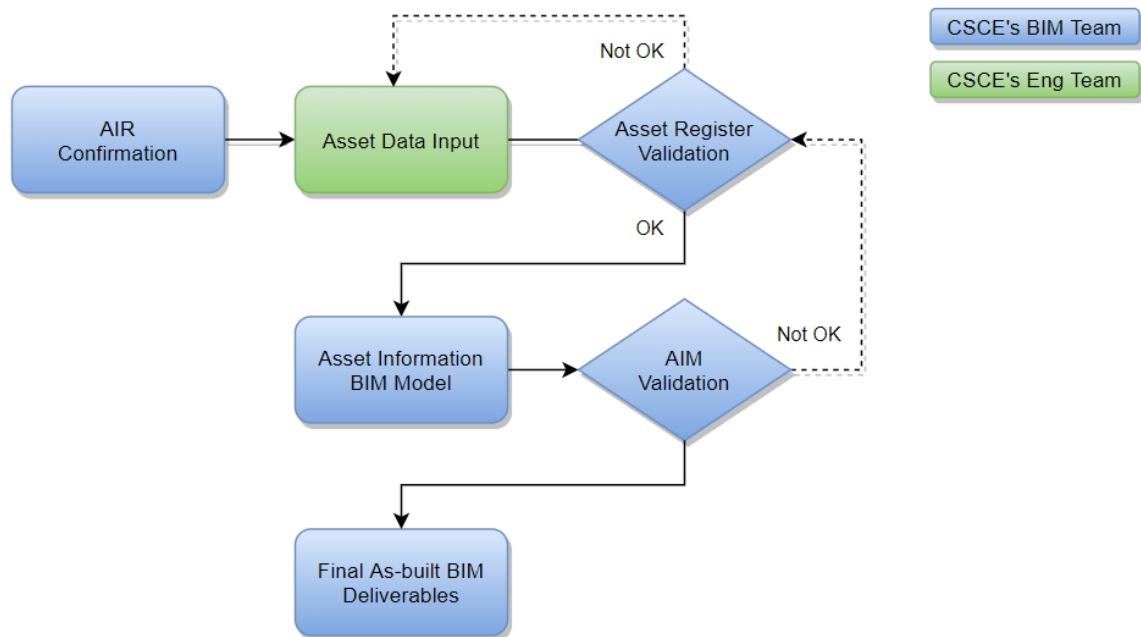 Not OK
CSCE's BIM Team
CSCE's Eng Team
AIR
Confirmation
Asset Data Input
Asset Register
Validation
OK
Asset Information
BIM Model
AIM
Validation
Not OK
Final As-built BIM
Deliverables